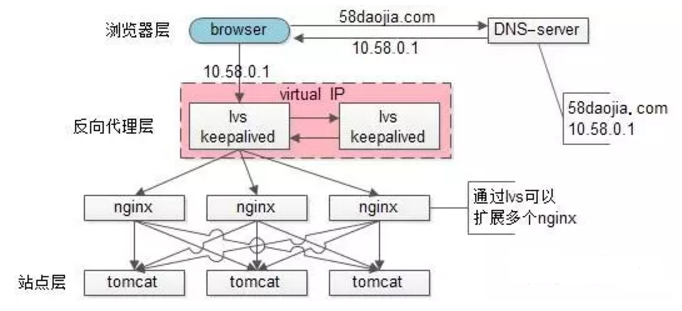 浏览器层
browser
58daojia.com
10.58.0.1
DNS-server
10.58.0.1
58daojia.com
10.58.0.1
反向代理层
virtual IP
lvs
keepalived
lvs
keepalived
nginx
nginx
nginx
通过lvs可以
扩展多个nginx
站点层
tomcat
tomcat
tomcat